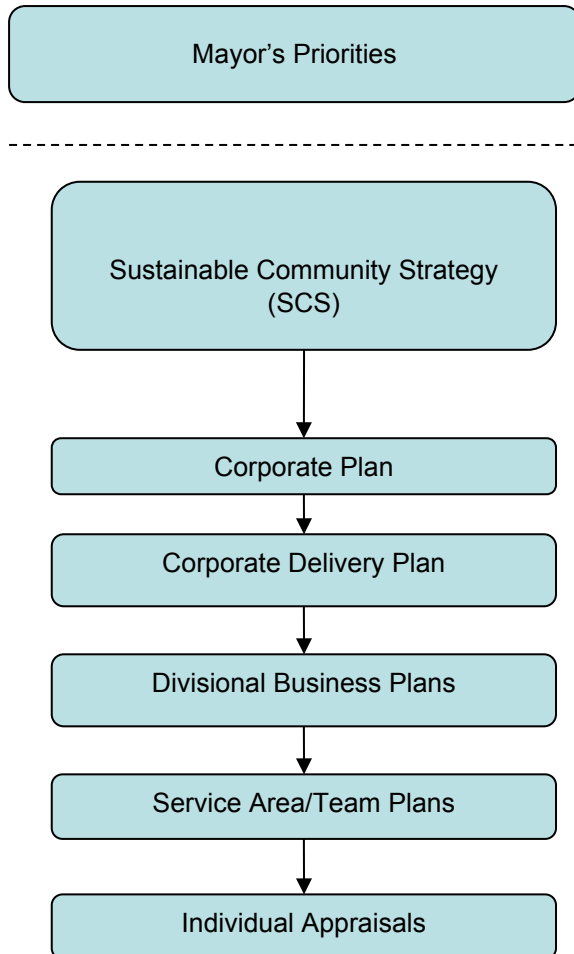 Mayor’s Priorities
Sustainable Community Strategy
(SCS)
Corporate Plan
Corporate Delivery Plan
Divisional Business Plans
Service Area/Team Plans
Individual Appraisals